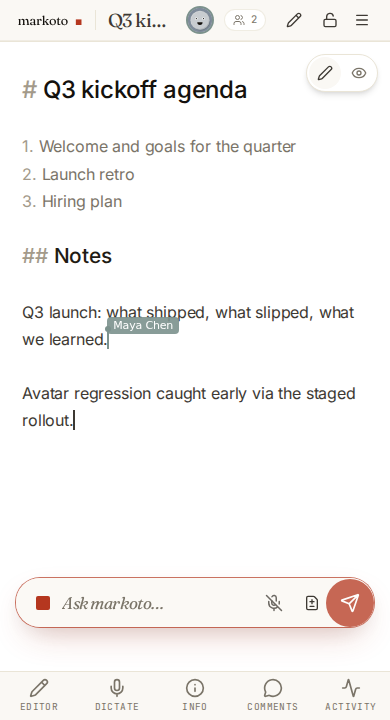 markoto
Q3 ki...
2
# Q3 kickoff agenda
1. Welcome and goals for the quarter
2. Launch retro
3. Hiring plan
## Notes
Q3 launch: what shipped, what slipped, what
we learned.
Maya Chen
Avatar regression caught early via the staged
rollout.
Ask markoto...
EDITOR
DICTATE
INFO
COMMENTS
ACTIVITY